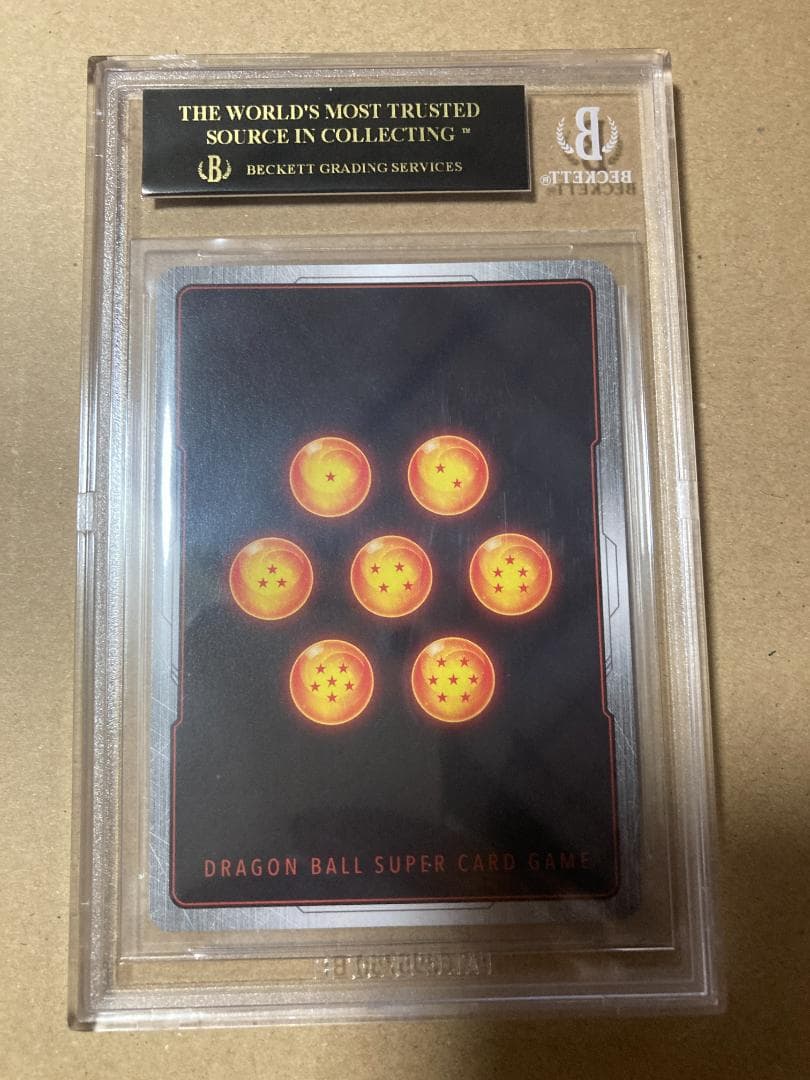 THE WORLD'S MOST TRUSTED
SOURCE IN COLLECTING ™
B BECKETT GRADING SERVICES
B
BECKETT®
DRAGON BALL SUPER CARD GAME